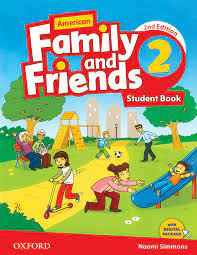 American
Family and
Friends 2
2nd Edition
Student Book
WITH
DIGITAL
PACKAGE
OXFORD
Naomi Simmons